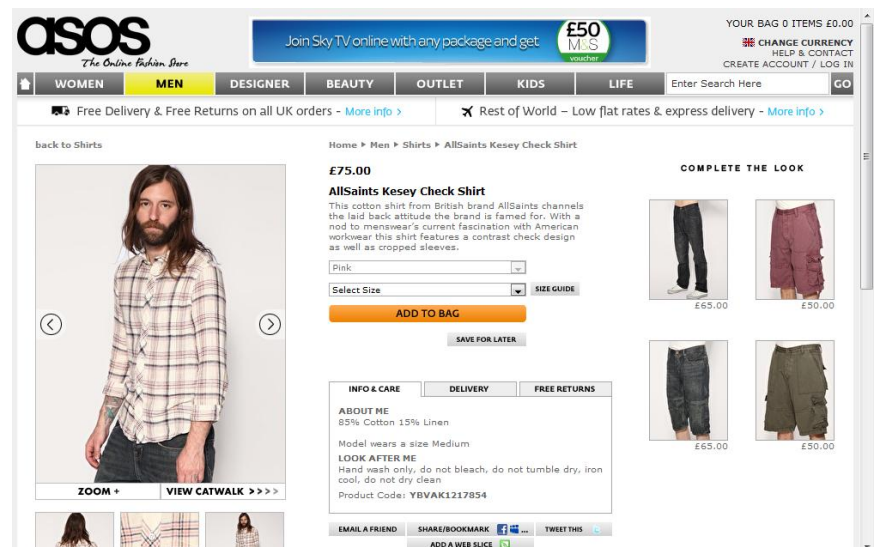 asos
The Online Fashion Store
Join Sky TV online with any package and get £50 M&S voucher
YOUR BAG 0 ITEMS £0.00
CHANGE CURRENCY
HELP & CONTACT
CREATE ACCOUNT / LOG IN
WOMEN MEN DESIGNER BEAUTY OUTLET KIDS LIFE Enter Search Here GO
Free Delivery & Free Returns on all UK orders - More info >
Rest of World – Low flat rates & express delivery - More info >
back to Shirts
Home Men Shirts AllSaints Kesey Check Shirt
£75.00
AllSaints Kesey Check Shirt
This cotton shirt from British brand AllSaints channels
the laid back attitude the brand is famed for. With a
nod to menswear's current fascination with American
workwear this shirt features a contrast check design
as well as cropped sleeves.
Pink
Select Size SIZE GUIDE
ADD TO BAG
SAVE FOR LATER
INFO & CARE DELIVERY FREE RETURNS
ABOUT ME
85% Cotton 15% Linen
Model wears a size Medium
LOOK AFTER ME
Hand wash only, do not bleach, do not tumble dry, iron
cool, do not dry clean
Product Code: YBVAK1217854
EMAIL A FRIEND SHARE/BOOKMARK ... TWEET THIS
ADD A WEB SLICE
ZOOM + VIEW CATWALK >>>>
COMPLETE THE LOOK
£65.00 £50.00
£65.00 £50.00